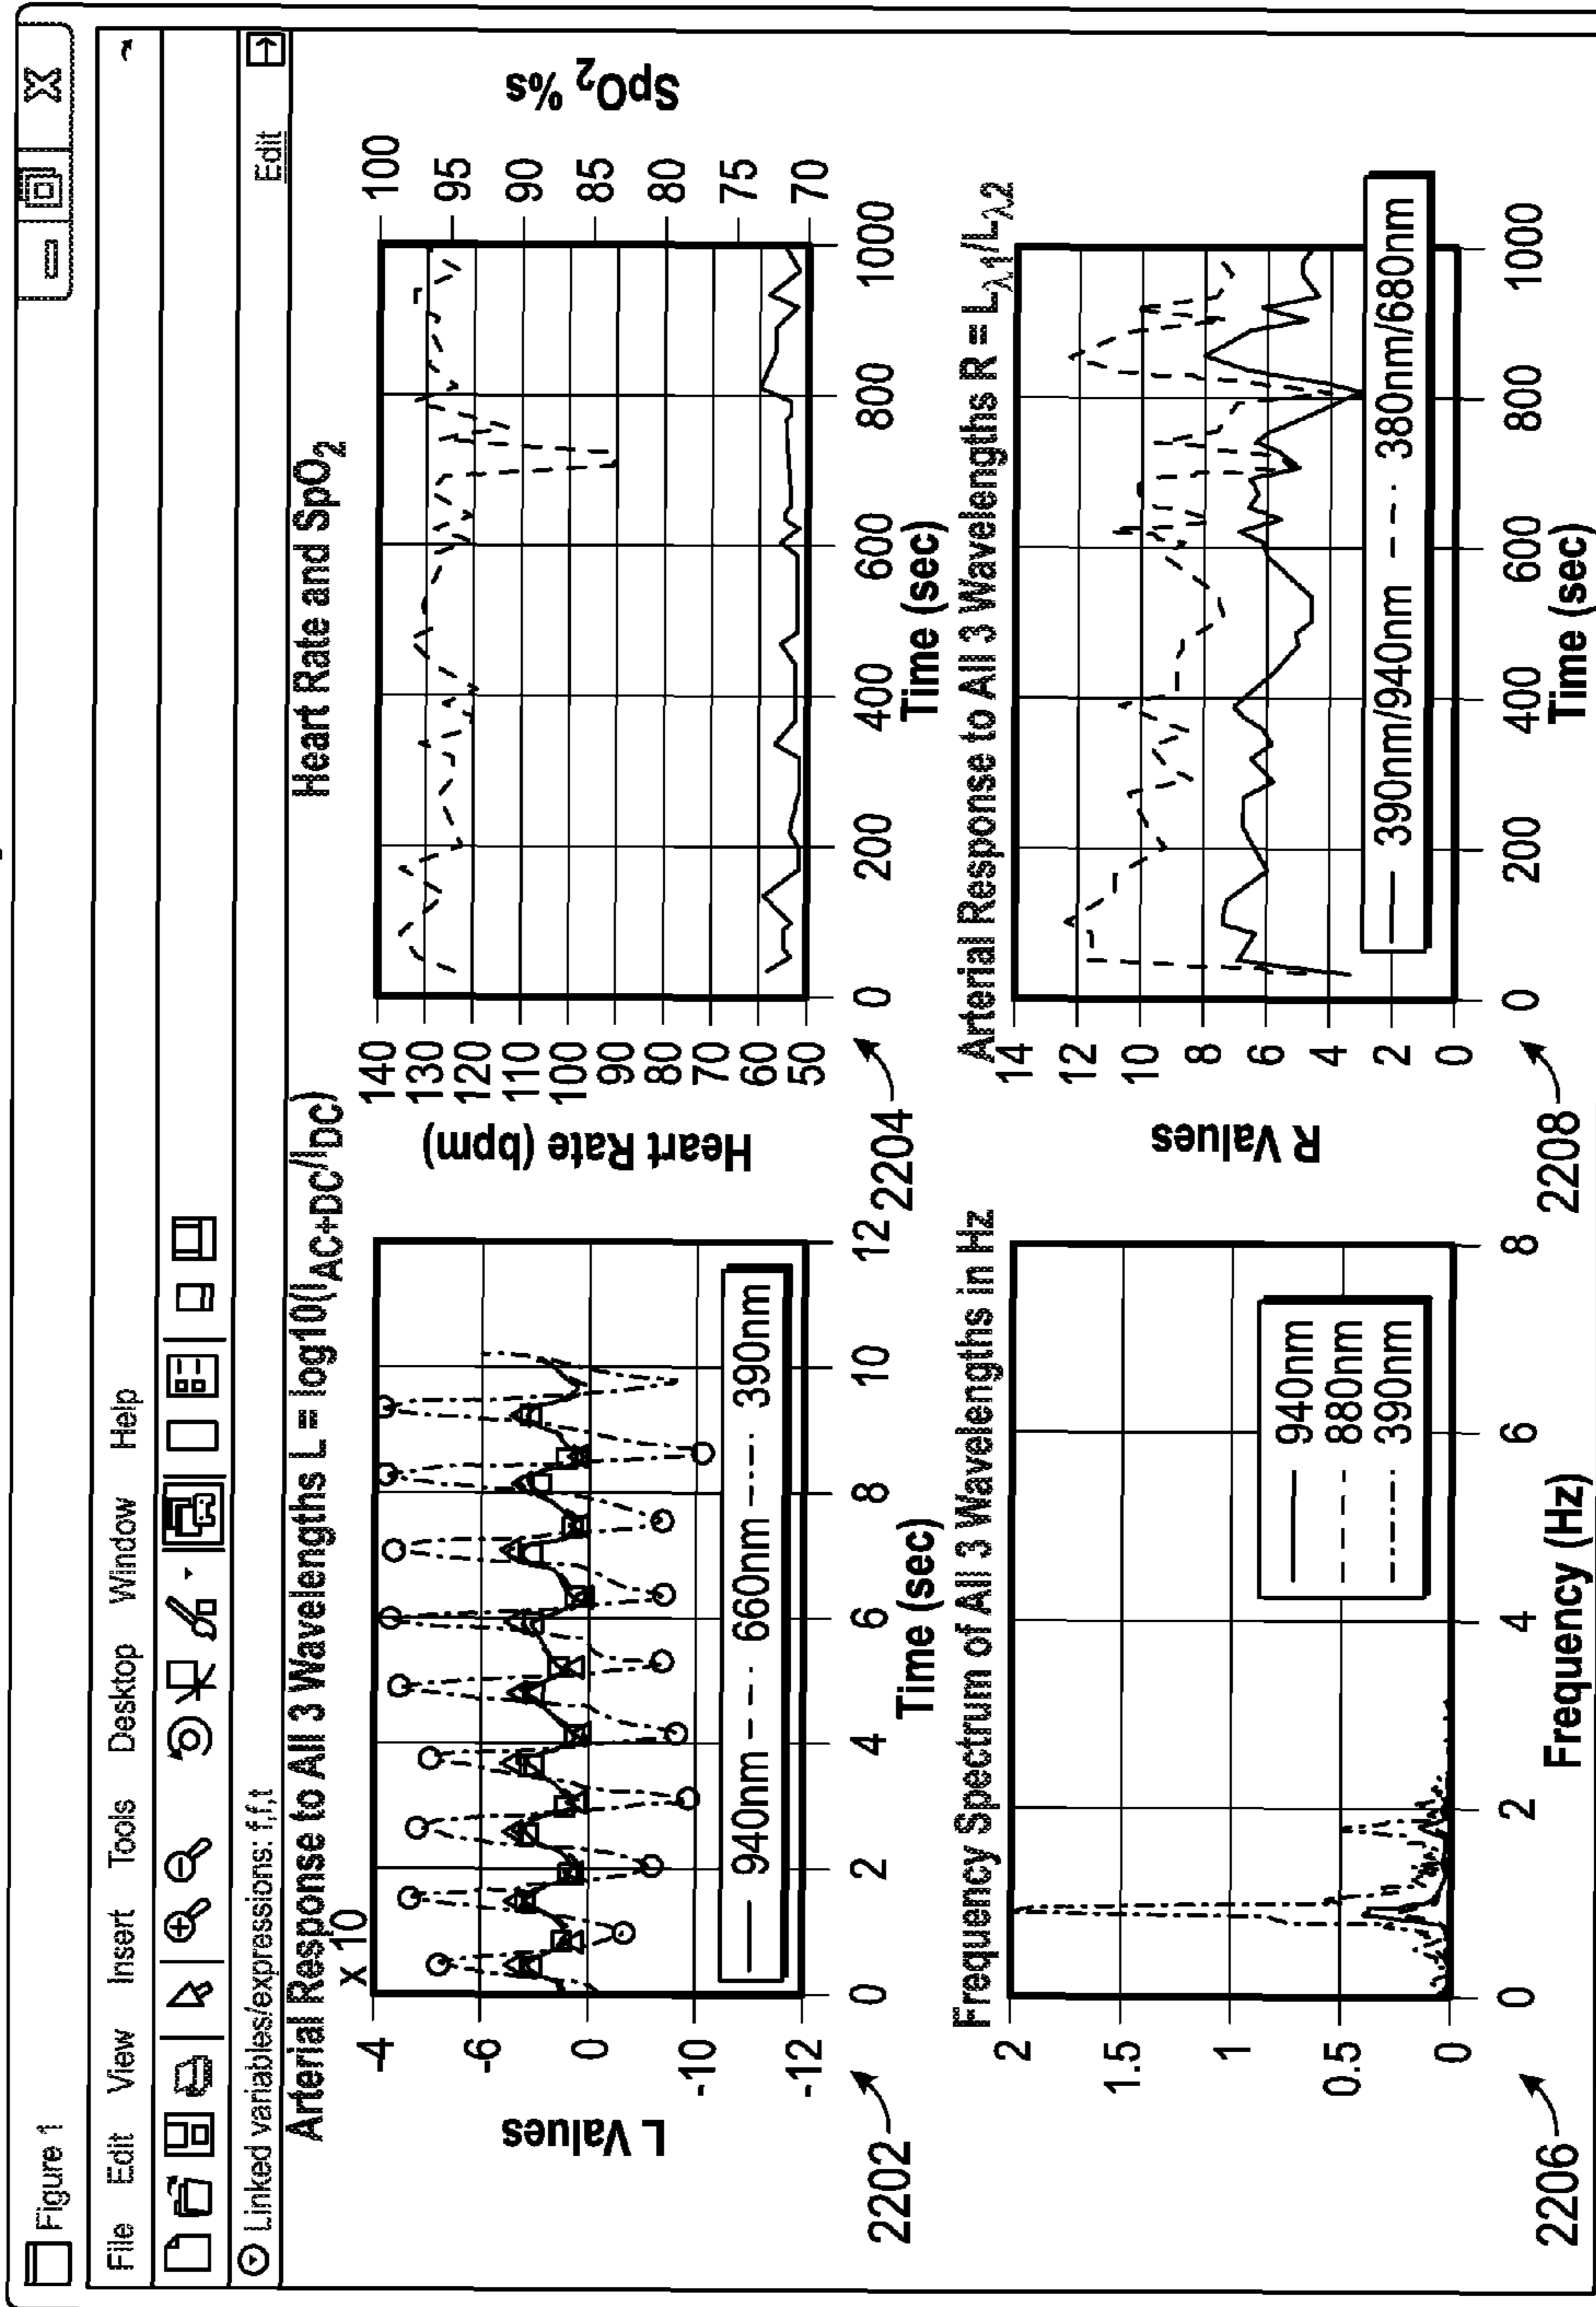 Figure 1
File Edit View Insert Tools Desktop Window Help
Linked variables/expressions: f,f,t
Edit
Arterial Response to All 3 Wavelengths L = log10(I_AC+DC/I_DC)
x 10
-4
-6
0
-10
-12
L Values
0 2 4 6 8 10 12
Time (sec)
940nm 660nm 390nm
2202
Heart Rate and SpO2
140
130
120
110
100
90
80
70
60
50
Heart Rate (bpm)
100
95
90
85
80
75
70
SpO2 %s
0 200 400 600 800 1000
Time (sec)
2204
Frequency Spectrum of All 3 Wavelengths in Hz
2
1.5
1
0.5
0
940nm
880nm
390nm
0 2 4 6 8
Frequency (Hz)
2206
Arterial Response to All 3 Wavelengths R = Lλ1/Lλ2
14
12
10
8
6
4
2
0
R Values
390nm/940nm 380nm/680nm
0 200 400 600 800 1000
Time (sec)
2208